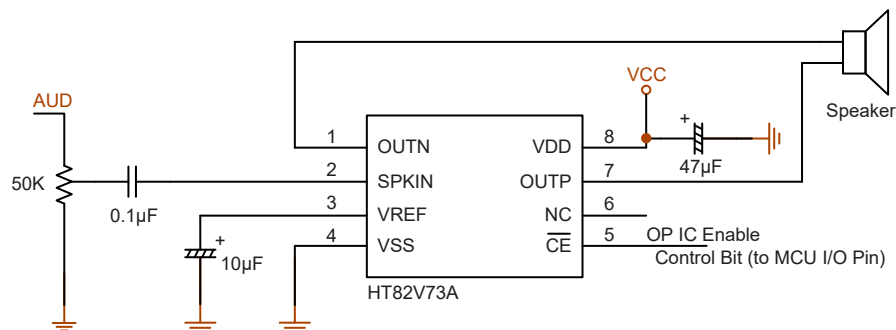 VCC
Speaker
AUD
50K
0.1µF
1
2
3
4
OUTN
SPKIN
VREF
VSS
VDD
OUTP
NC
C̅E̅
8
7
6
5
+
47µF
+
10µF
OP IC Enable
Control Bit (to MCU I/O Pin)
HT82V73A